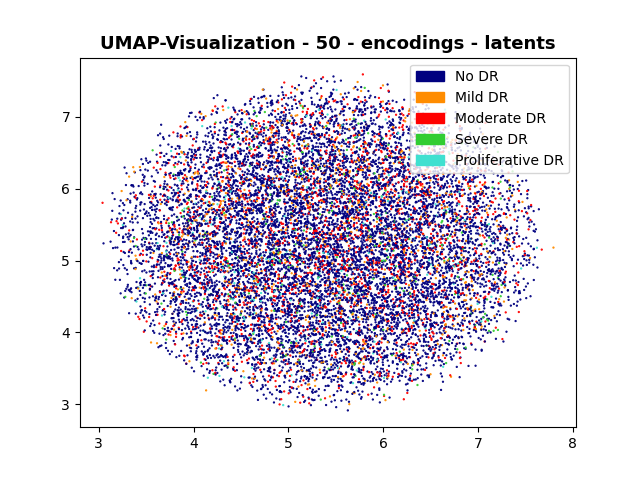 UMAP-Visualization - 50 - encodings - latents
No DR
Mild DR
Moderate DR
Severe DR
Proliferative DR
7
6
5
4
3
3 4 5 6 7 8